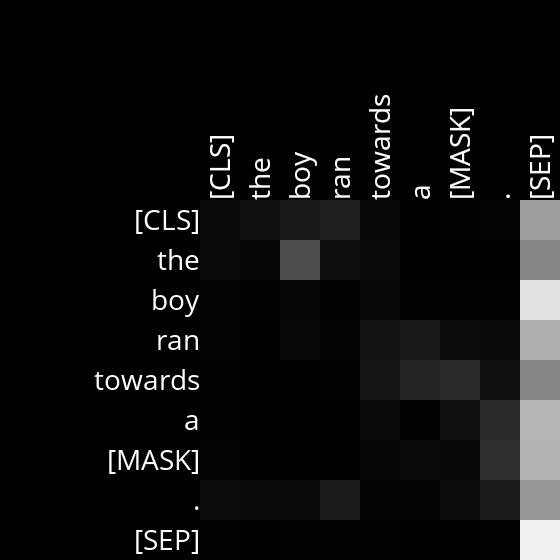 [CLS] the boy ran towards a [MASK] . [SEP]
[CLS]
the
boy
ran
towards
a
[MASK]
.
[SEP]